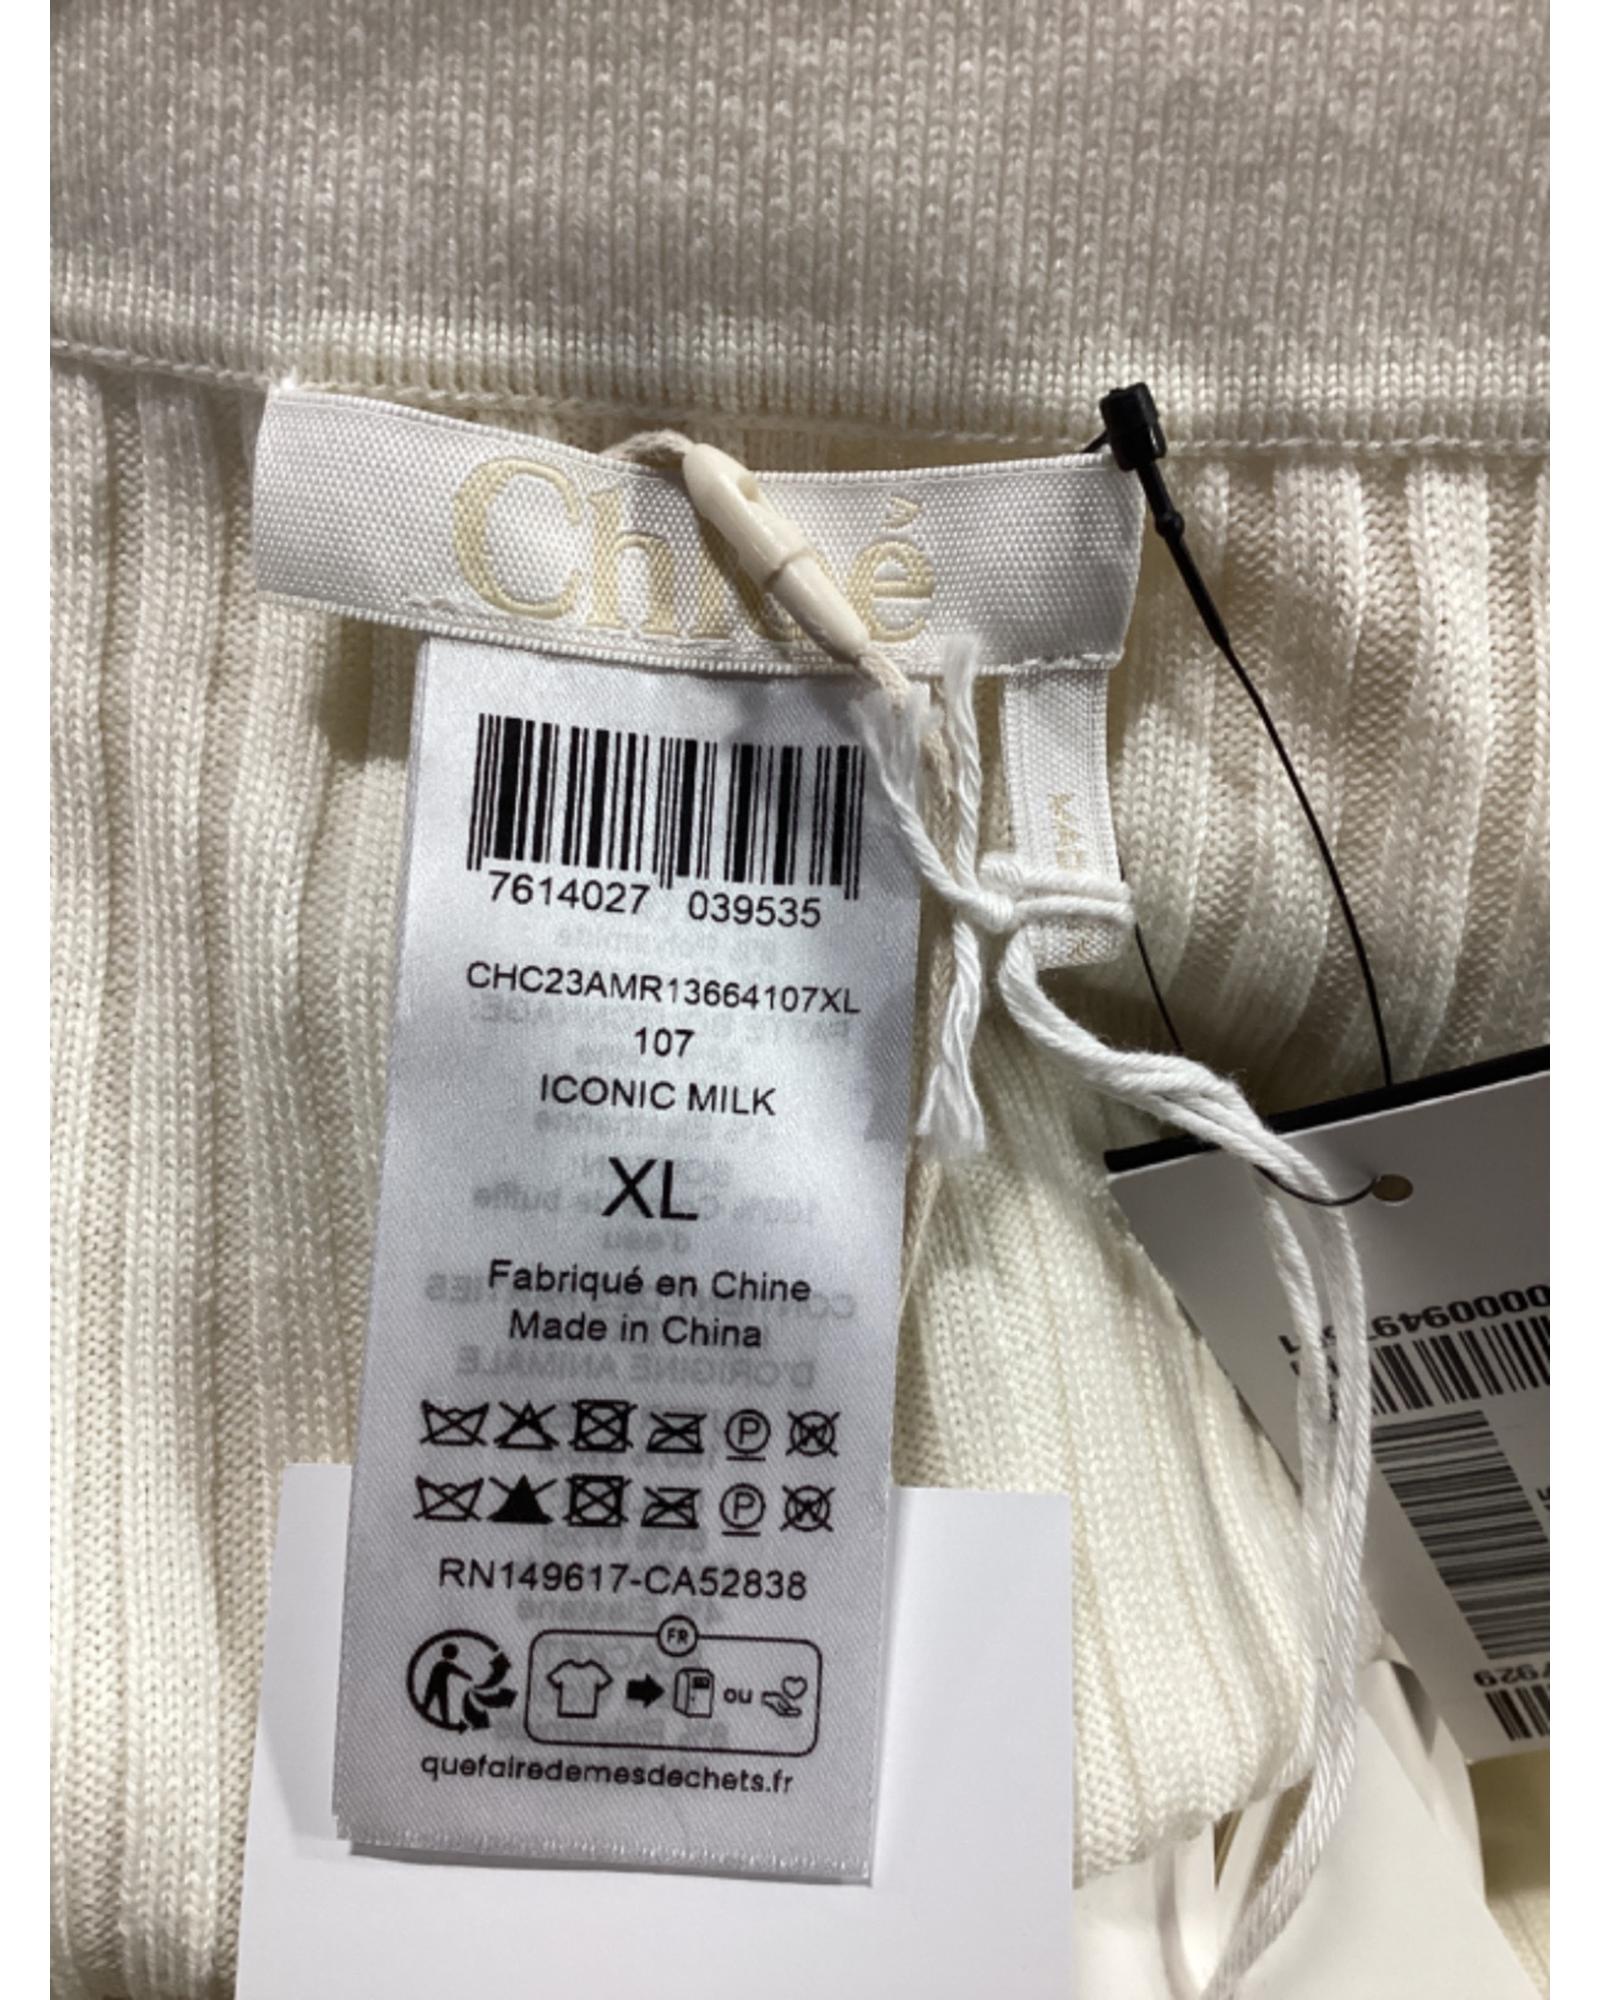 Chloé
7614027 039535
CHC23AMR13664107XL
107
ICONIC MILK
XL
Fabriqué en Chine
Made in China
P
P
RN149617-CA52838
FR
ou
quefairedemesdechets.fr